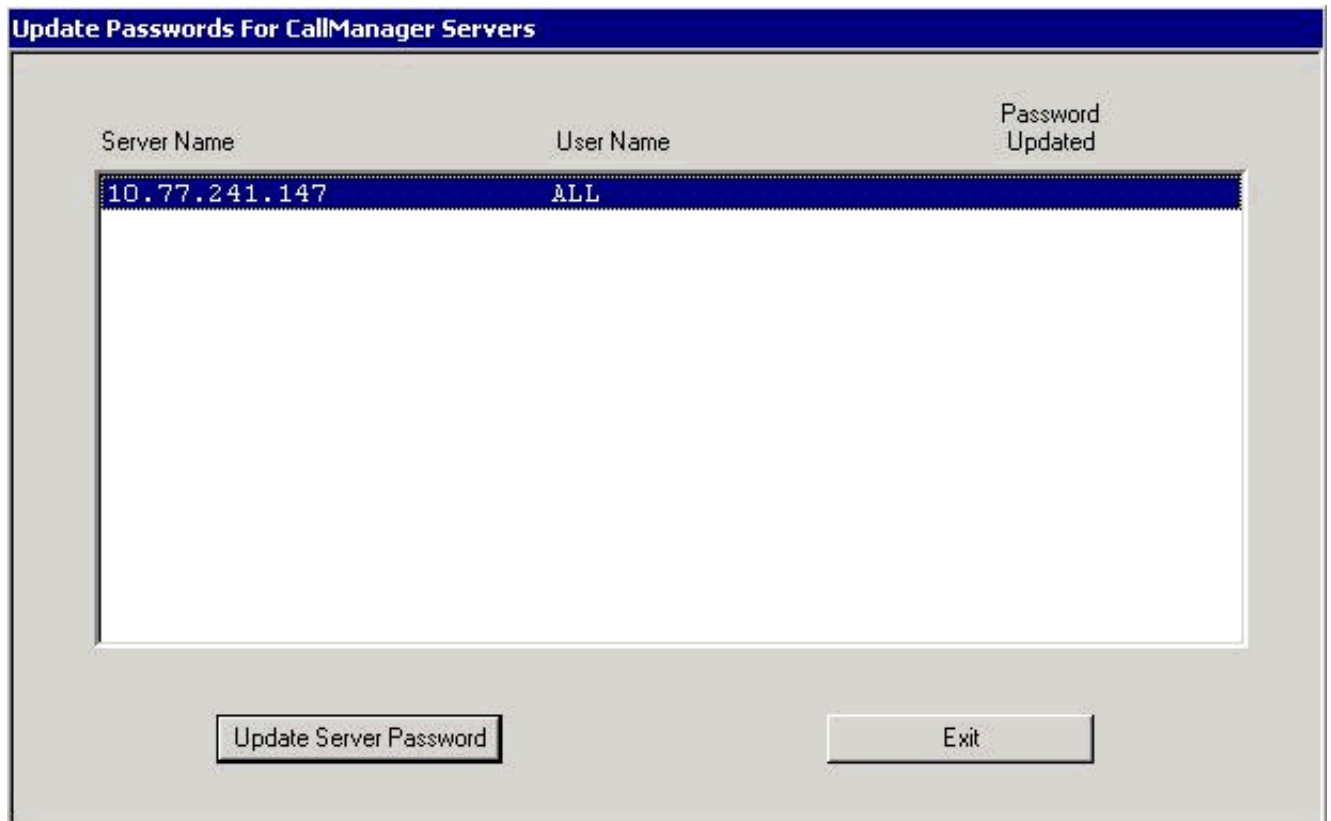 Update Passwords For CallManager Servers
Server Name User Name Password Updated
10.77.241.147 ALL
Update Server Password Exit